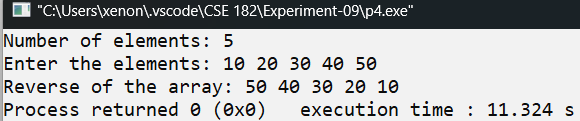 "C:\Users\xenon\.vscode\CSE 182\Experiment-09\p4.exe"
Number of elements: 5
Enter the elements: 10 20 30 40 50
Reverse of the array: 50 40 30 20 10
Process returned 0 (0x0)   execution time : 11.324 s